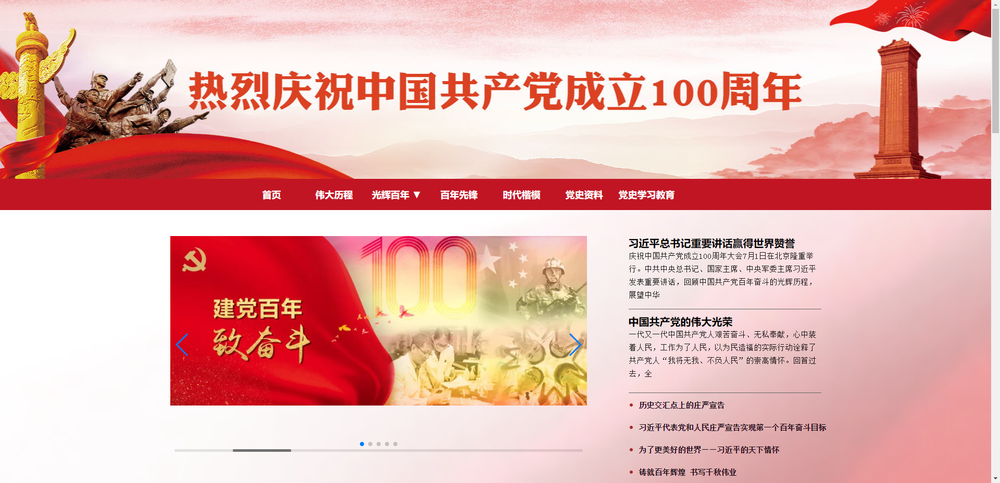 热烈庆祝中国共产党成立100周年
首页 伟大历程 光辉百年 ▼ 百年先锋 时代楷模 党史资料 党史学习教育
100
建党百年
致奋斗
习近平总书记重要讲话赢得世界赞誉
庆祝中国共产党成立100周年大会7月1日在北京隆重举
行。中共中央总书记、国家主席、中央军委主席习近平
发表重要讲话，回顾中国共产党百年奋斗的光辉历程，
展望中华
中国共产党的伟大光荣
一代又一代中国共产党人艰苦奋斗、无私奉献，心中装
着人民，工作为了人民，以为民造福的实际行动诠释了
共产党人“我将无我、不负人民”的崇高情怀。回首过
去，全
历史交汇点上的庄严宣告
习近平代表党和人民庄严宣告实现第一个百年奋斗目标
为了更美好的世界——习近平的天下情怀
铸就百年辉煌 书写千秋伟业